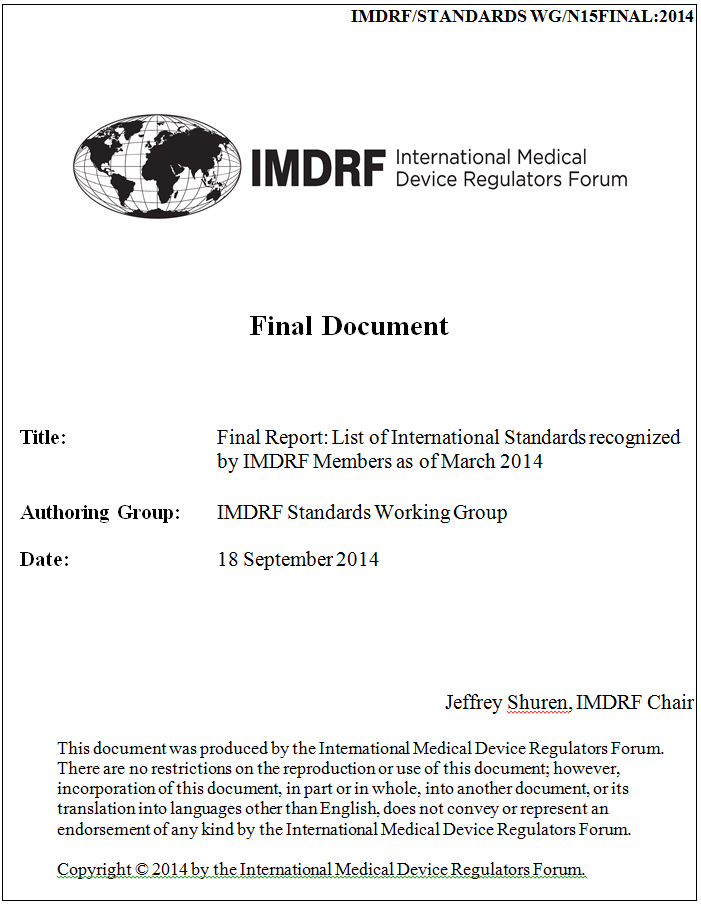 IMDRF/STANDARDS WG/N15FINAL:2014
IMDRF International Medical
Device Regulators Forum
Final Document
Title: Final Report: List of International Standards recognized
by IMDRF Members as of March 2014
Authoring Group: IMDRF Standards Working Group
Date: 18 September 2014
Jeffrey Shuren, IMDRF Chair
This document was produced by the International Medical Device Regulators Forum.
There are no restrictions on the reproduction or use of this document; however,
incorporation of this document, in part or in whole, into another document, or its
translation into languages other than English, does not convey or represent an
endorsement of any kind by the International Medical Device Regulators Forum.
Copyright © 2014 by the International Medical Device Regulators Forum.